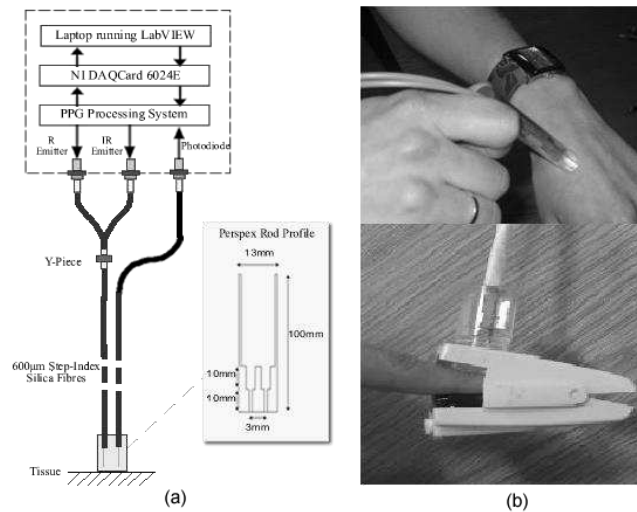 Laptop running LabVIEW
NI DAQCard 6024E
PPG Processing System
R
Emitter
IR
Emitter
Photodiode
Y-Piece
600μm Step-Index
Silica Fibres
Tissue
Perspex Rod Profile
13mm
100mm
10mm
10mm
3mm
(a)
(b)